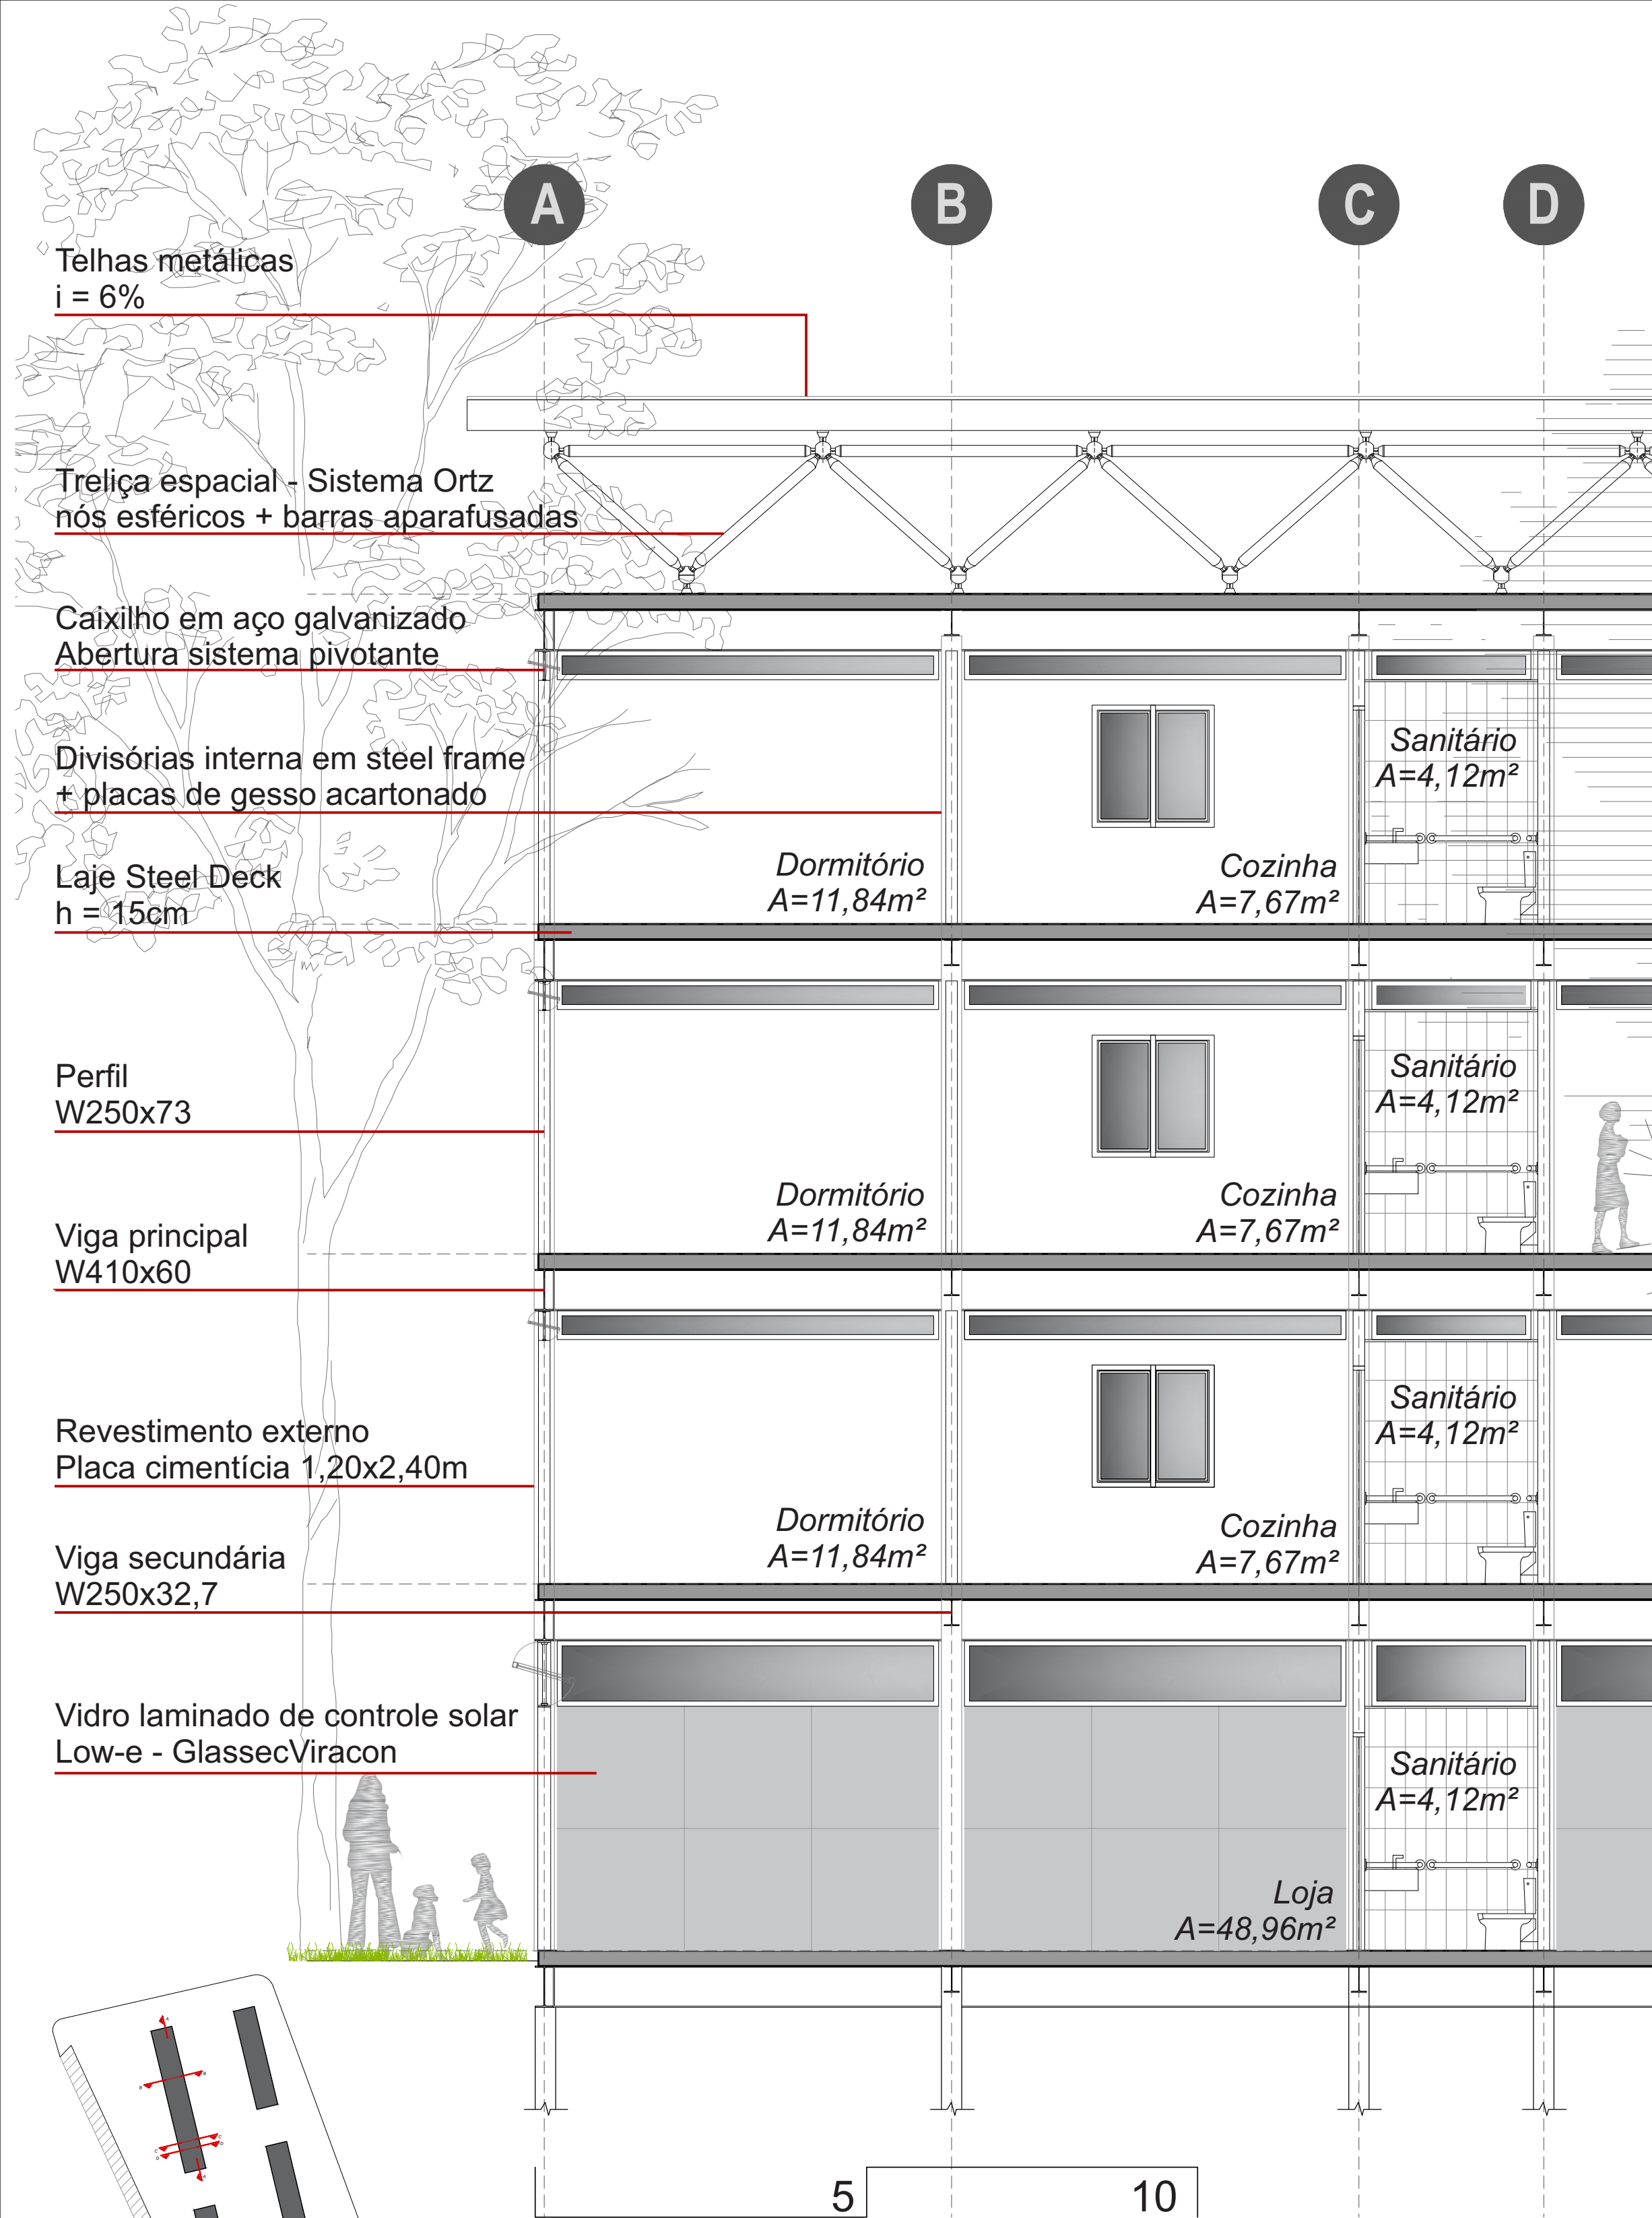 A
B
C
D
Telhas metálicas
i = 6%
Treliça espacial - Sistema Ortz
nós esféricos + barras aparafusadas
Caixilho em aço galvanizado
Abertura sistema pivotante
Divisórias interna em steel frame
+ placas de gesso acartonado
Sanitário
A=4,12m²
Laje Steel Deck
h = 15cm
Dormitório
A=11,84m²
Cozinha
A=7,67m²
Perfil
W250x73
Sanitário
A=4,12m²
Dormitório
A=11,84m²
Cozinha
A=7,67m²
Viga principal
W410x60
Revestimento externo
Placa cimentícia 1,20x2,40m
Sanitário
A=4,12m²
Dormitório
A=11,84m²
Cozinha
A=7,67m²
Viga secundária
W250x32,7
Vidro laminado de controle solar
Low-e - GlassecViracon
Sanitário
A=4,12m²
Loja
A=48,96m²
5
10